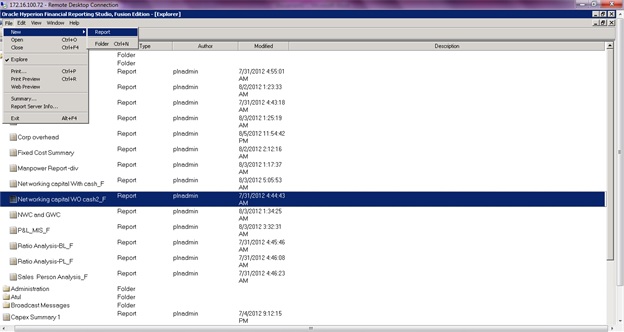 172.16.100.72 - Remote Desktop Connection
Oracle Hyperion Financial Reporting Studio, Fusion Edition - [Explorer]
File Edit View Window Help
New Report
Open Ctrl+O
Close Ctrl+F4 Folder Ctrl+N
Type Author Modified Description
Explore Folder
Folder
Print... Ctrl+P Report plnadmin 7/31/2012 4:55:01 AM
Print Preview Ctrl+R
Web Preview Report plnadmin 8/2/2012 1:23:33 AM
Summary... Report plnadmin 7/31/2012 4:43:18 AM
Report Server Info...
Exit Alt+F4 Report plnadmin 8/3/2012 1:25:19 AM
Corp overhead Report plnadmin 8/5/2012 11:54:42 PM
Fixed Cost Summary Report plnadmin 8/2/2012 2:12:16 AM
Manpower Report-div Report plnadmin 8/3/2012 1:17:37 AM
Net working capital With cash_F Report plnadmin 8/3/2012 5:05:53 AM
Net working capital WO cash2_F Report plnadmin 7/31/2012 4:44:43 AM
NWC and GWC Report plnadmin 8/3/2012 1:34:25 AM
P&L_MIS_F Report plnadmin 8/3/2012 3:32:31 AM
Ratio Analysis-BL_F Report plnadmin 7/31/2012 4:45:46 AM
Ratio Analysis-PL_F Report plnadmin 7/31/2012 4:46:08 AM
Sales Person Analysis_F Report plnadmin 7/31/2012 4:46:23 AM
Administration Folder
Atul Folder
Broadcast Messages Folder
Capex Summary 1 Report plnadmin 7/4/2012 9:12:15 PM